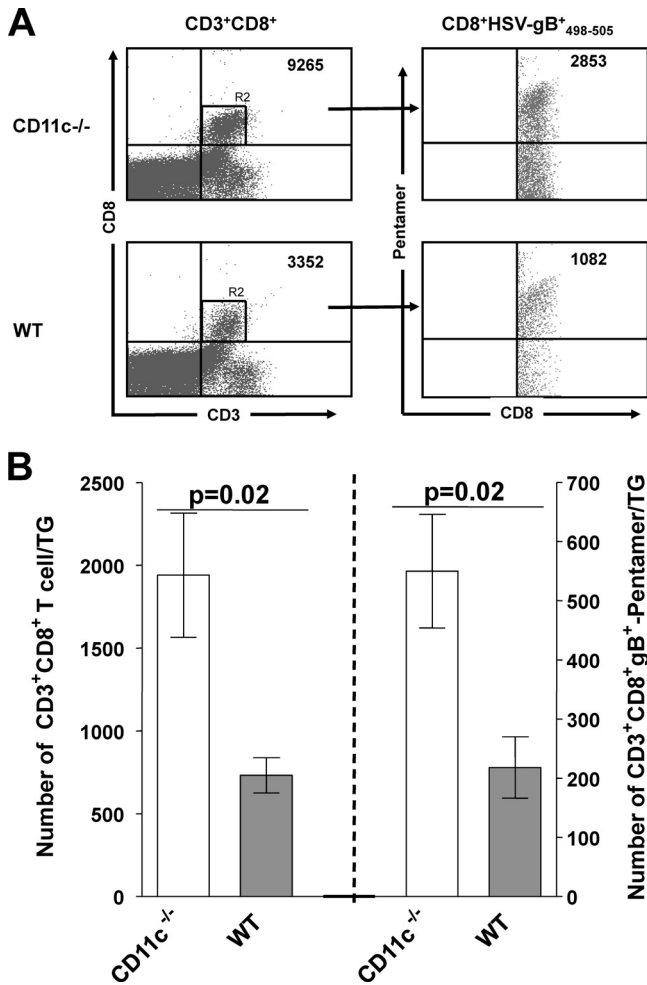 A
CD3⁺CD8⁺
CD8⁺HSV-gB⁺₄₉₈₋₅₀₅
CD11c-/-
9265
R2
2853
CD8
Pentamer
WT
3352
R2
1082
CD3
CD8
B
p=0.02
p=0.02
Number of CD3⁺CD8⁺ T cell/TG
2500
2000
1500
1000
500
0
700
600
500
400
300
200
100
0
Number of CD3⁺CD8⁺gB⁺-Pentamer/TG
CD11c⁻/⁻
WT
CD11c⁻/⁻
WT